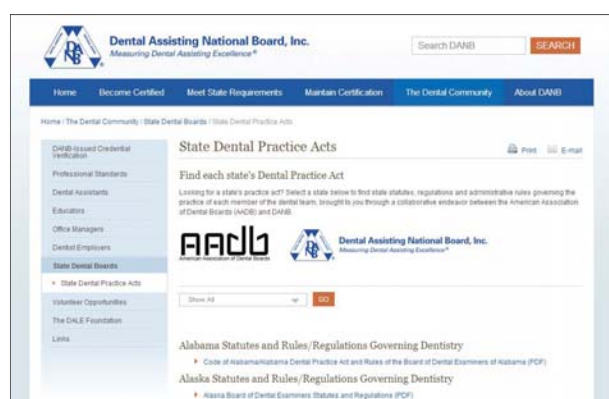 DANB
Dental Assisting National Board, Inc.
Measuring Dental Assisting Excellence®
Search DANB
SEARCH
Home Become Certified Meet State Requirements Maintain Certification The Dental Community About DANB
Home / The Dental Community / State Dental Boards / State Dental Practice Acts
DANB-Issued Credential
Verification
Professional Standards
Dental Assistants
Educators
Office Managers
Dentist Employers
State Dental Boards
State Dental Practice Acts
Volunteer Opportunities
The DALE Foundation
Links
State Dental Practice Acts
Print E-mail
Find each state's Dental Practice Act
Looking for a state's practice act? Select a state below to find state statutes, regulations and administrative rules governing the
practice of each member of the dental team, brought to you through a collaborative endeavor between the American Association
of Dental Boards (AADB) and DANB.
AADB
American Association of Dental Boards
DANB
Dental Assisting National Board, Inc.
Measuring Dental Assisting Excellence®
Show All
GO
Alabama Statutes and Rules/Regulations Governing Dentistry
Code of Alabama/Alabama Dental Practice Act and Rules of the Board of Dental Examiners of Alabama (PDF)
Alaska Statutes and Rules/Regulations Governing Dentistry
Alaska Board of Dental Examiners Statutes and Regulations (PDF)